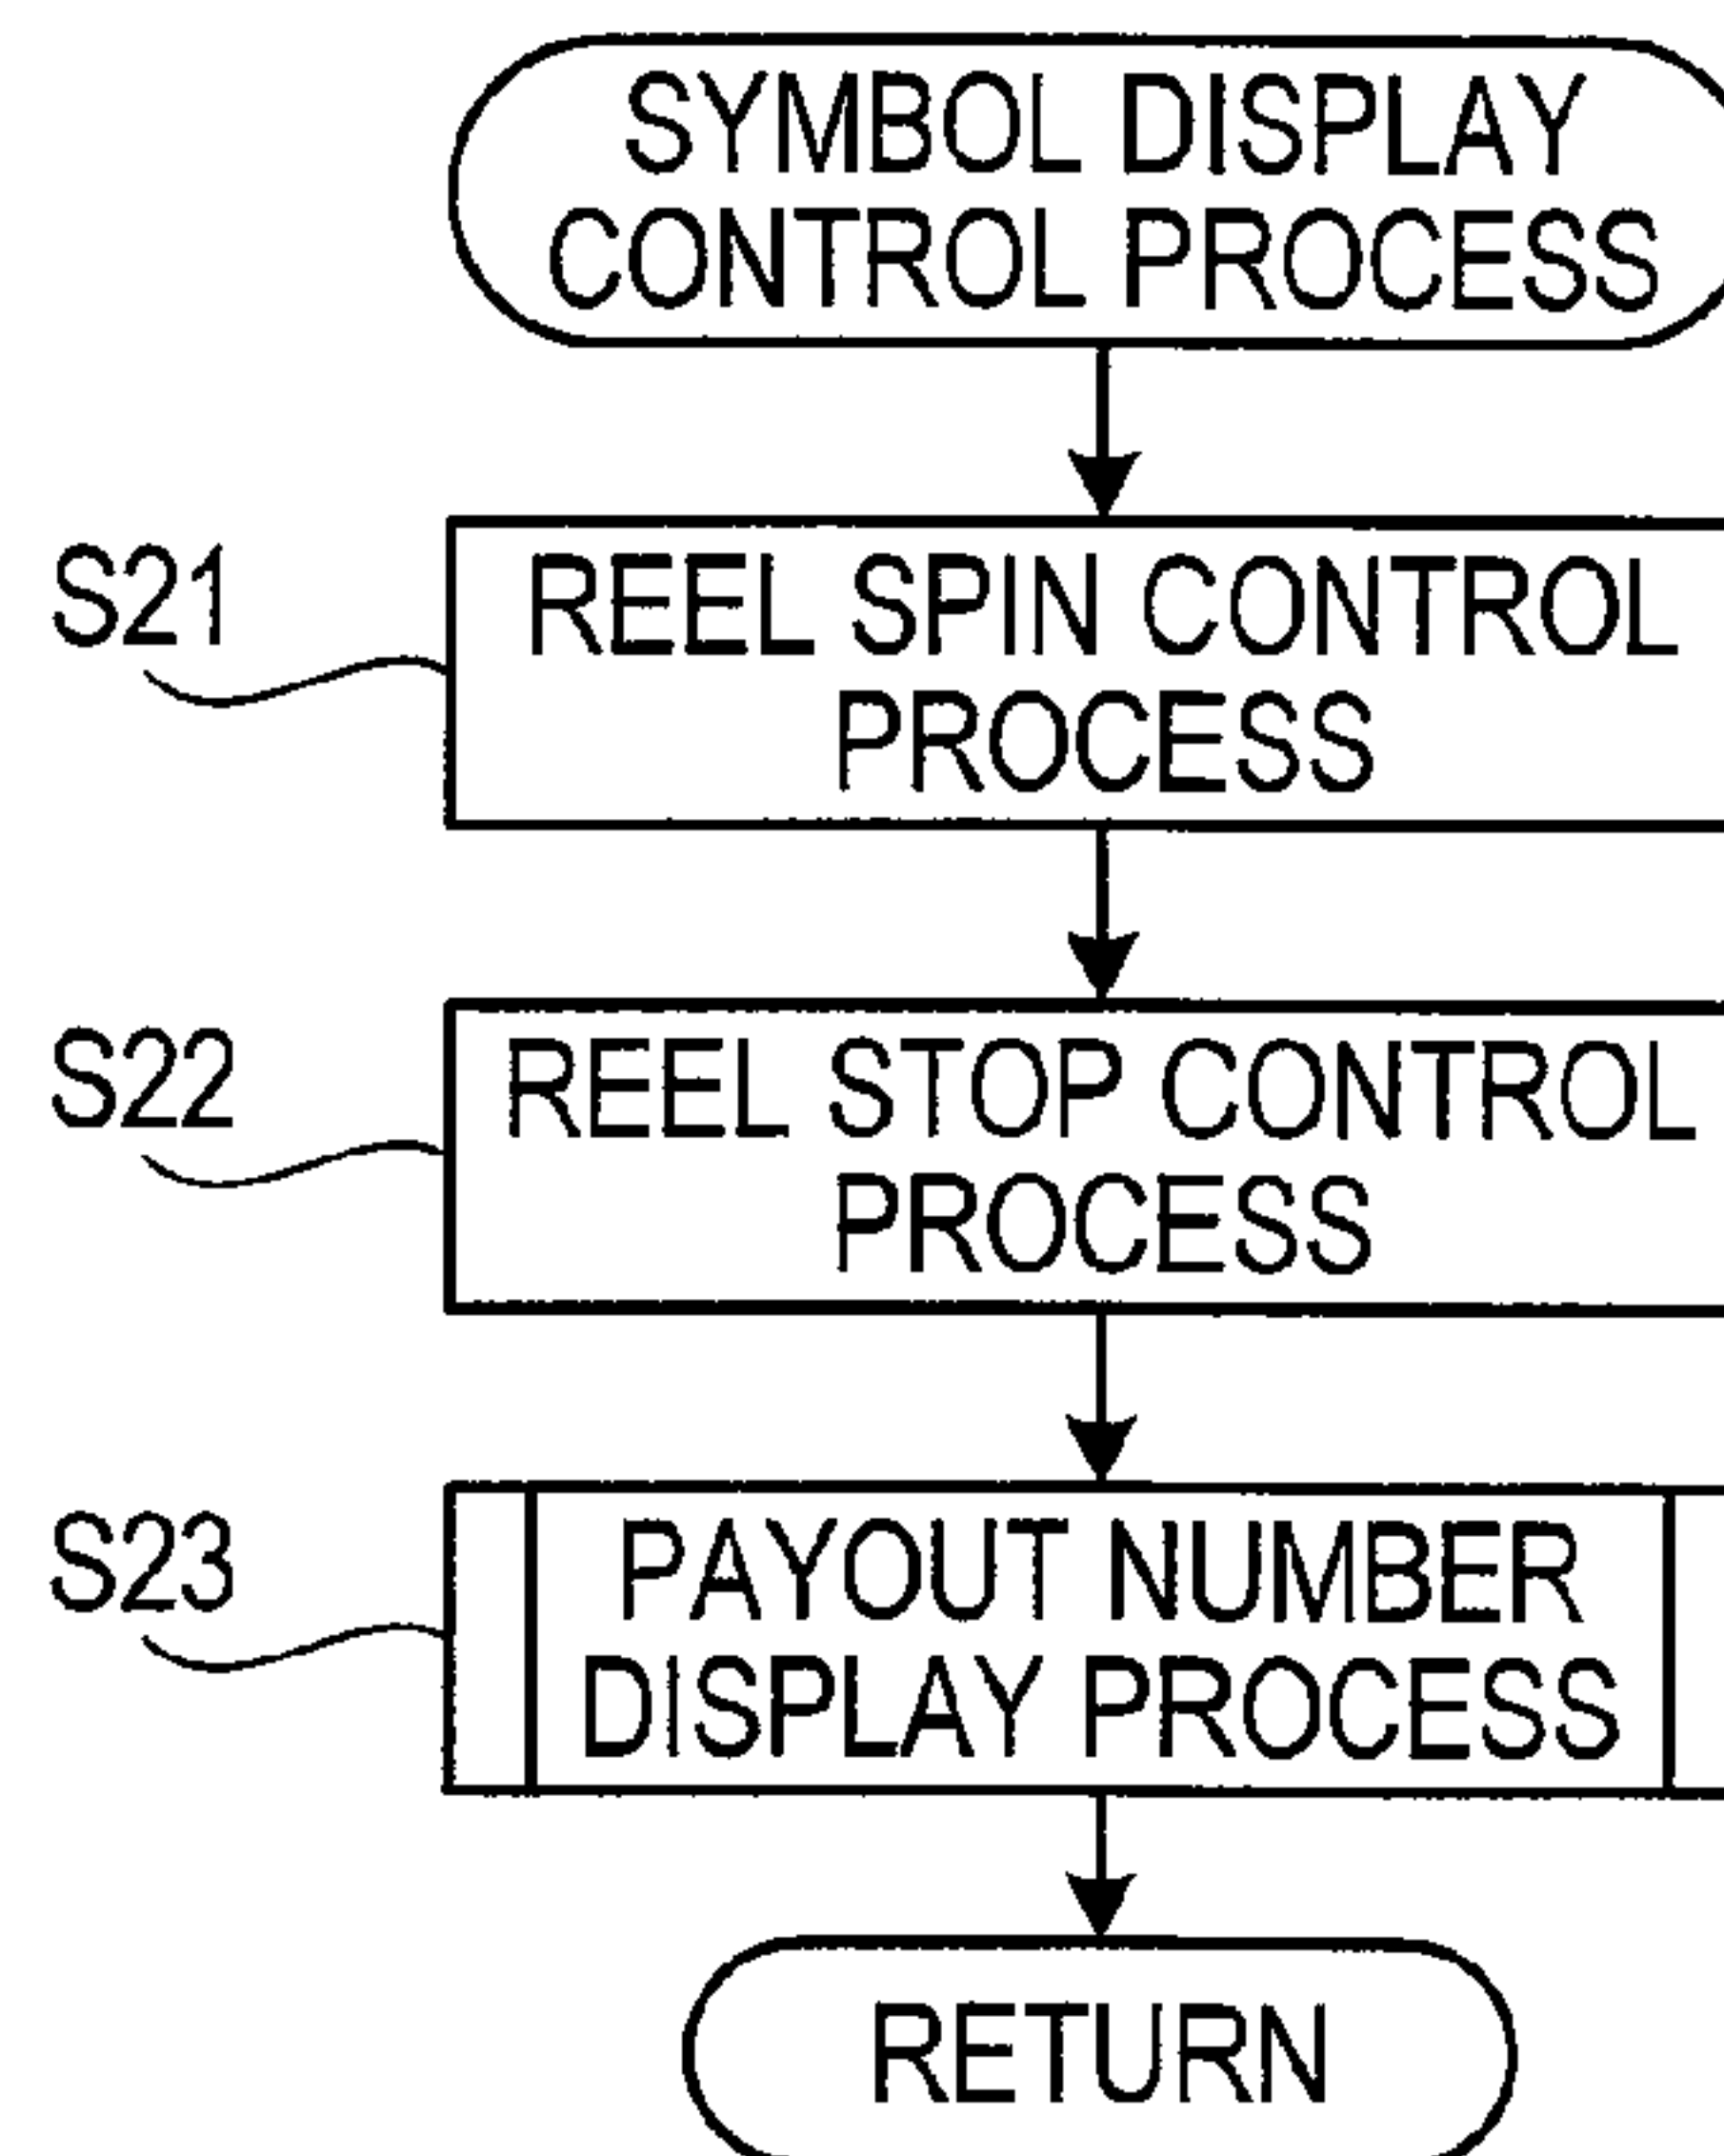 SYMBOL DISPLAY
CONTROL PROCESS
S21
REEL SPIN CONTROL
PROCESS
S22
REEL STOP CONTROL
PROCESS
S23
PAYOUT NUMBER
DISPLAY PROCESS
RETURN